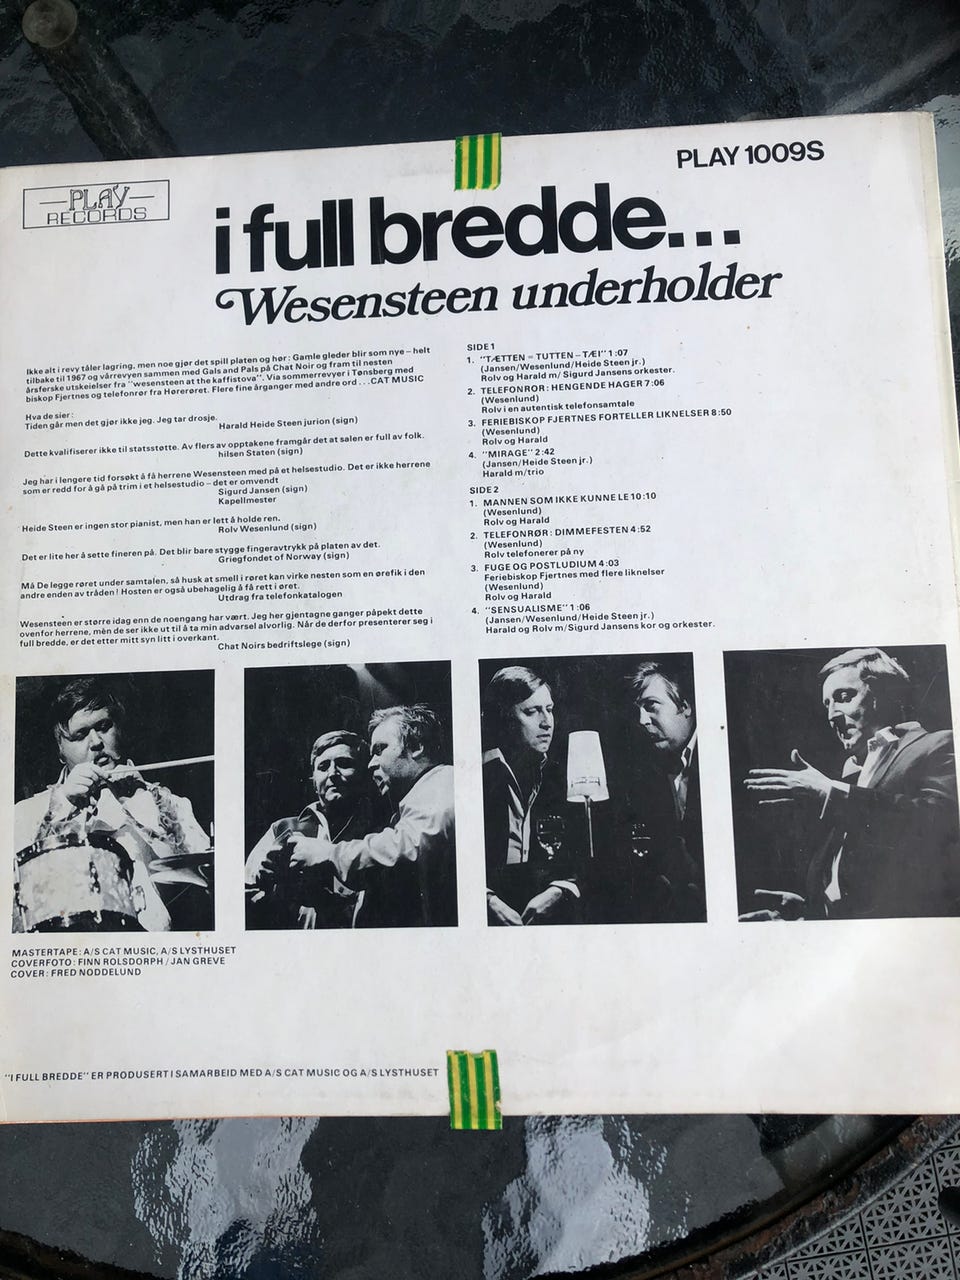 PLAY
RECORDS
PLAY 1009S
i full bredde...
Wesensteen underholder
Ikke alt i revy tåler lagring, men noe gjør det spill platen og hør: Gamle gleder blir som nye – helt
tilbake til 1967 og vårrevyen sammen med Gals and Pals på Chat Noir og fram til nesten
årsferske utskeielser fra "wesensteen at the kaffistova". Via sommerrevyer i Tønsberg med
biskop Fjertnes og telefonrør fra Hørerøret. Flere fine årganger med andre ord ...CAT MUSIC
Hva de sier:
Tiden går men det gjør ikke jeg. Jeg tar drosje.
Harald Heide Steen jurion (sign)
Dette kvalifiserer ikke til statsstøtte. Av flers av opptakene framgår det at salen er full av folk.
hilsen Staten (sign)
Jeg har i lengere tid forsøkt å få herrene Wesensteen med på et helsestudio. Det er ikke herrene
som er redd for å gå på trim i et helsestudio – det er omvendt
Sigurd Jansen (sign)
Kapellmester
Heide Steen er ingen stor pianist, men han er lett å holde ren.
Rolv Wesenlund (sign)
Det er lite her å sette fineren på. Det blir bare stygge fingeravtrykk på platen av det.
Griegfondet of Norway (sign)
Må De legge røret under samtalen, så husk at smell i røret kan virke nesten som en ørefik i den
andre enden av tråden! Hosten er også ubehagelig å få rett i øret.
Utdrag fra telefonkatalogen
Wesensteen er større idag enn de noengang har vært. Jeg her gjentagne ganger påpekt dette
ovenfor herrene, men de ser ikke ut til å ta min advarsel alvorlig. Når de derfor presenterer seg i
full bredde, er det etter mitt syn litt i overkant.
Chat Noirs bedriftslege (sign)
SIDE 1
1. "TÆTTEN = TUTTEN – TÆI" 1:07
(Jansen/Wesenlund/Heide Steen jr.)
Rolv og Harald m/ Sigurd Jansens orkester.
2. TELEFONRØR: HENGENDE HAGER 7:06
(Wesenlund)
Rolv i en autentisk telefonsamtale
3. FERIEBISKOP FJERTNES FORTELLER LIKNELSER 8:50
(Wesenlund)
Rolv og Harald
4. "MIRAGE" 2:42
(Jansen/Heide Steen jr.)
Harald m/trio
SIDE 2
1. MANNEN SOM IKKE KUNNE LE 10:10
(Wesenlund)
Rolv og Harald
2. TELEFONRØR: DIMMEFESTEN 4:52
(Wesenlund)
Rolv telefonerer på ny
3. FUGE OG POSTLUDIUM 4:03
Feriebiskop Fjertnes med flere liknelser
(Wesenlund)
Rolv og Harald
4. "SENSUALISME" 1:06
(Jansen/Wesenlund/Heide Steen jr.)
Harald og Rolv m/Sigurd Jansens kor og orkester.
MASTERTAPE: A/S CAT MUSIC, A/S LYSTHUSET
COVERFOTO: FINN ROLSDORPH / JAN GREVE
COVER: FRED NODDELUND
"I FULL BREDDE" ER PRODUSERT I SAMARBEID MED A/S CAT MUSIC OG A/S LYSTHUSET